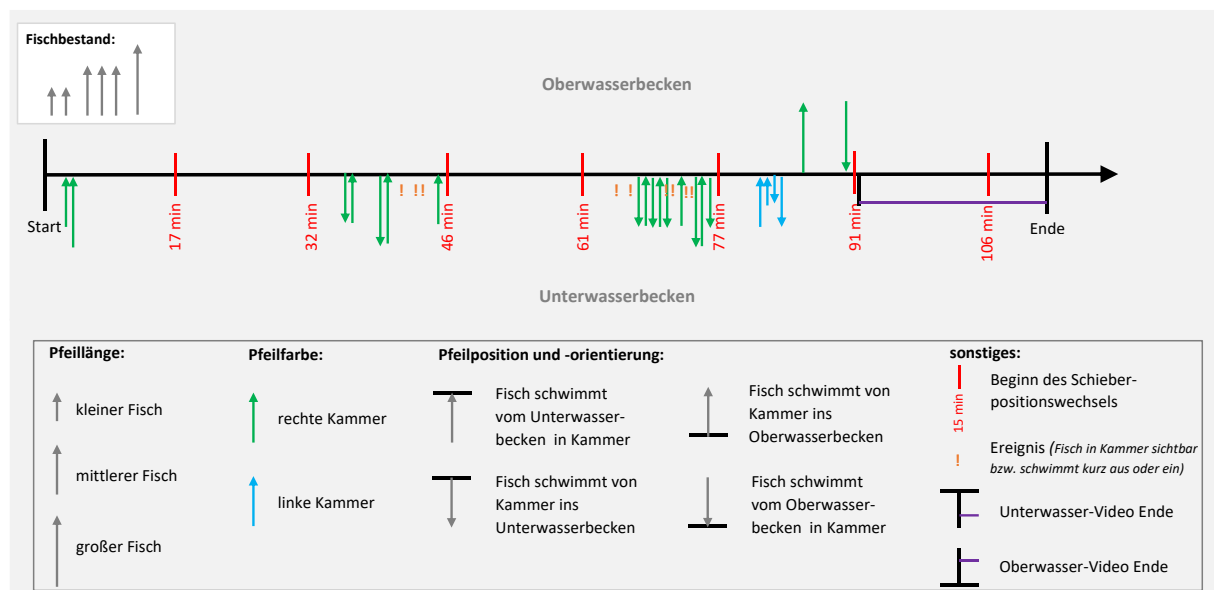 Fischbestand:
Oberwasserbecken
Start
17 min
32 min
46 min
61 min
77 min
91 min
106 min
Ende
! ! ! ! ! ! ! ! !
Unterwasserbecken
Pfeillänge:
kleiner Fisch
mittlerer Fisch
großer Fisch
Pfeilfarbe:
rechte Kammer
linke Kammer
Pfeilposition und -orientierung:
Fisch schwimmt
vom Unterwasser-
becken in Kammer
Fisch schwimmt von
Kammer ins
Unterwasserbecken
Fisch schwimmt von
Kammer ins
Oberwasserbecken
Fisch schwimmt
vom Oberwasser-
becken in Kammer
sonstiges:
15 min
Beginn des Schieber-
positionswechsels
!
Ereignis (Fisch in Kammer sichtbar
bzw. schwimmt kurz aus oder ein)
Unterwasser-Video Ende
Oberwasser-Video Ende